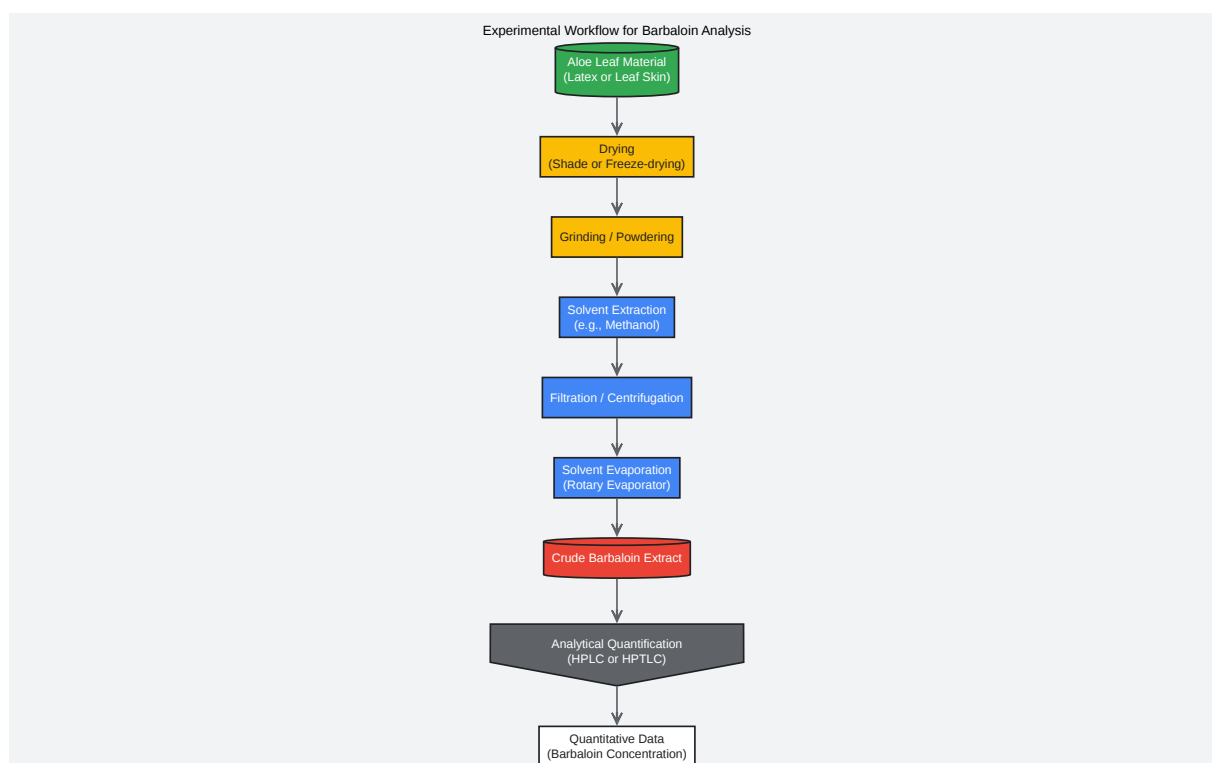 Experimental Workflow for Barbaloin Analysis
Aloe Leaf Material
(Latex or Leaf Skin)
Drying
(Shade or Freeze-drying)
Grinding / Powdering
Solvent Extraction
(e.g., Methanol)
Filtration / Centrifugation
Solvent Evaporation
(Rotary Evaporator)
Crude Barbaloin Extract
Analytical Quantification
(HPLC or HPTLC)
Quantitative Data
(Barbaloin Concentration)